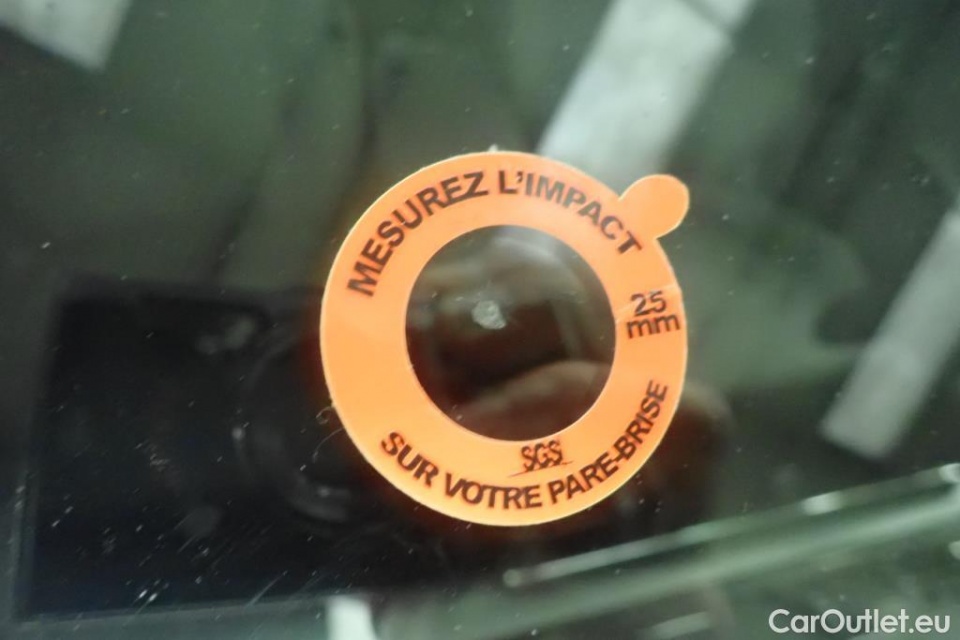 MESUREZ L'IMPACT
25
mm
SGS
SUR VOTRE PARE-BRISE
CarOutlet.eu